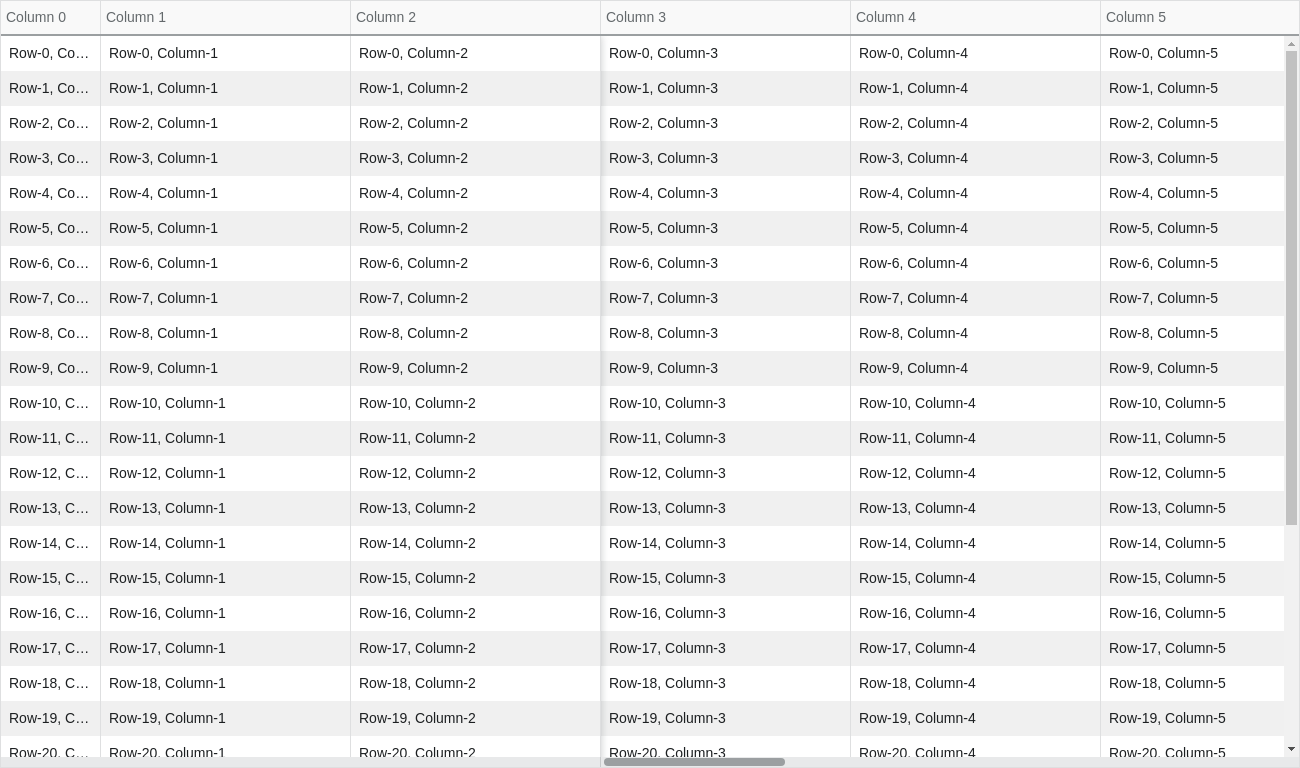 Column 0 Column 1 Column 2 Column 3 Column 4 Column 5
Row-0, Co… Row-0, Column-1 Row-0, Column-2 Row-0, Column-3 Row-0, Column-4 Row-0, Column-5
Row-1, Co… Row-1, Column-1 Row-1, Column-2 Row-1, Column-3 Row-1, Column-4 Row-1, Column-5
Row-2, Co… Row-2, Column-1 Row-2, Column-2 Row-2, Column-3 Row-2, Column-4 Row-2, Column-5
Row-3, Co… Row-3, Column-1 Row-3, Column-2 Row-3, Column-3 Row-3, Column-4 Row-3, Column-5
Row-4, Co… Row-4, Column-1 Row-4, Column-2 Row-4, Column-3 Row-4, Column-4 Row-4, Column-5
Row-5, Co… Row-5, Column-1 Row-5, Column-2 Row-5, Column-3 Row-5, Column-4 Row-5, Column-5
Row-6, Co… Row-6, Column-1 Row-6, Column-2 Row-6, Column-3 Row-6, Column-4 Row-6, Column-5
Row-7, Co… Row-7, Column-1 Row-7, Column-2 Row-7, Column-3 Row-7, Column-4 Row-7, Column-5
Row-8, Co… Row-8, Column-1 Row-8, Column-2 Row-8, Column-3 Row-8, Column-4 Row-8, Column-5
Row-9, Co… Row-9, Column-1 Row-9, Column-2 Row-9, Column-3 Row-9, Column-4 Row-9, Column-5
Row-10, C… Row-10, Column-1 Row-10, Column-2 Row-10, Column-3 Row-10, Column-4 Row-10, Column-5
Row-11, C… Row-11, Column-1 Row-11, Column-2 Row-11, Column-3 Row-11, Column-4 Row-11, Column-5
Row-12, C… Row-12, Column-1 Row-12, Column-2 Row-12, Column-3 Row-12, Column-4 Row-12, Column-5
Row-13, C… Row-13, Column-1 Row-13, Column-2 Row-13, Column-3 Row-13, Column-4 Row-13, Column-5
Row-14, C… Row-14, Column-1 Row-14, Column-2 Row-14, Column-3 Row-14, Column-4 Row-14, Column-5
Row-15, C… Row-15, Column-1 Row-15, Column-2 Row-15, Column-3 Row-15, Column-4 Row-15, Column-5
Row-16, C… Row-16, Column-1 Row-16, Column-2 Row-16, Column-3 Row-16, Column-4 Row-16, Column-5
Row-17, C… Row-17, Column-1 Row-17, Column-2 Row-17, Column-3 Row-17, Column-4 Row-17, Column-5
Row-18, C… Row-18, Column-1 Row-18, Column-2 Row-18, Column-3 Row-18, Column-4 Row-18, Column-5
Row-19, C… Row-19, Column-1 Row-19, Column-2 Row-19, Column-3 Row-19, Column-4 Row-19, Column-5
Row-20, C… Row-20, Column-1 Row-20, Column-2 Row-20, Column-3 Row-20, Column-4 Row-20, Column-5